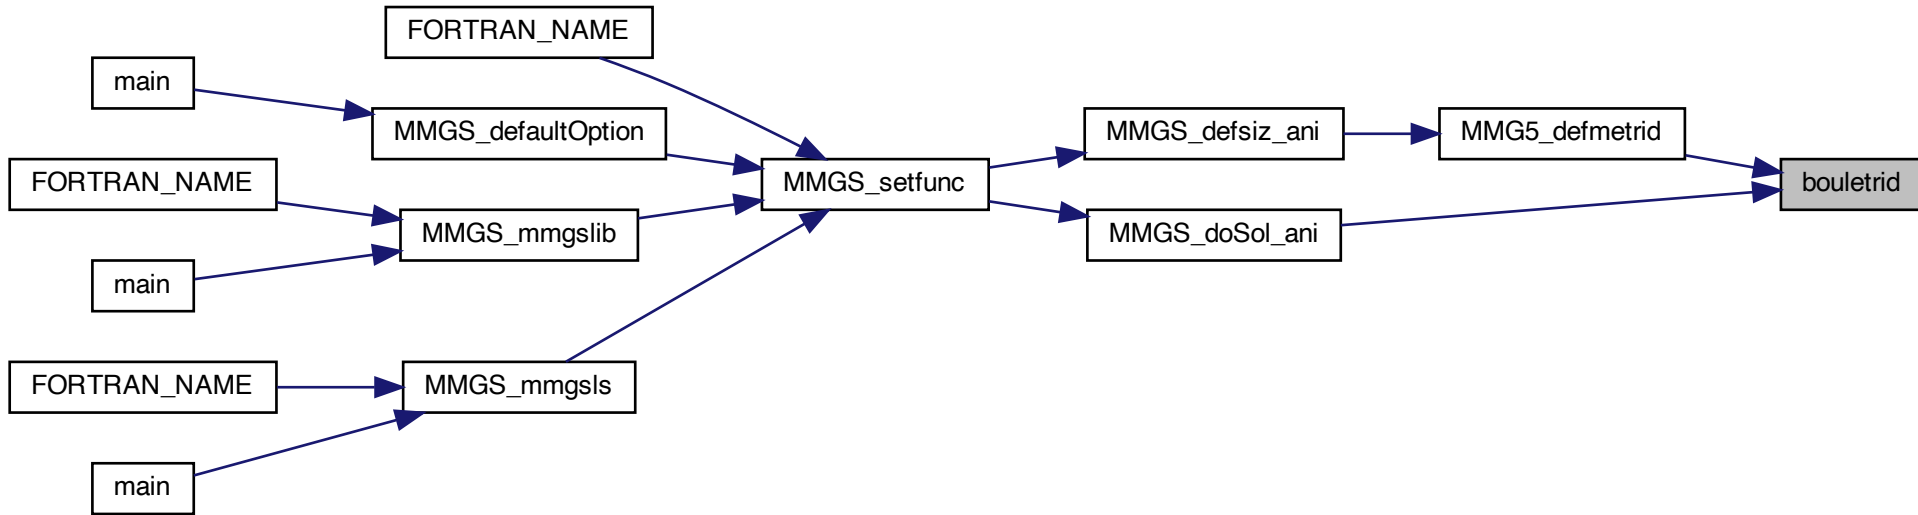 FORTRAN_NAME
main
MMGS_defaultOption
MMGS_defsiz_ani
MMG5_defmetrid
FORTRAN_NAME
MMGS_setfunc
bouletrid
MMGS_mmgslib
MMGS_doSol_ani
main
FORTRAN_NAME
MMGS_mmgsls
main